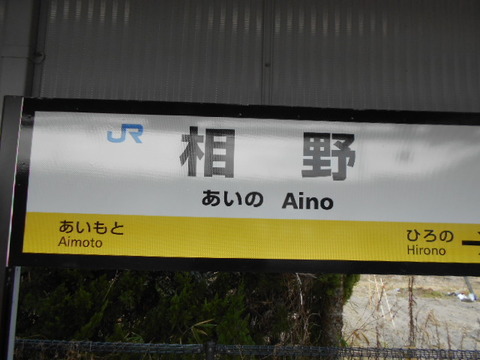 JR 相野
あいの Aino
あいもと ひろの
Aimoto Hirono